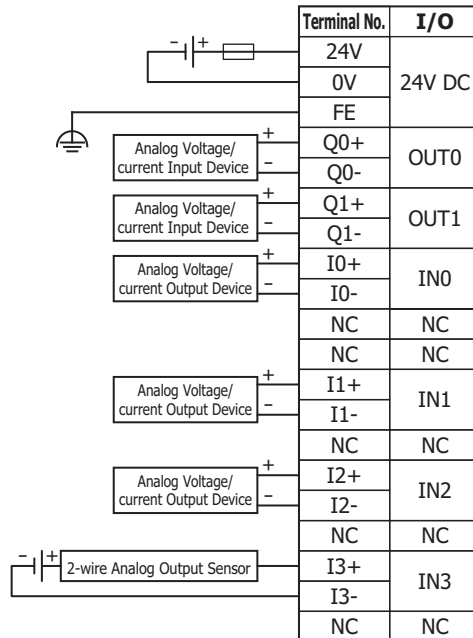 Terminal No. I/O
- + 24V
0V 24V DC
FE
Analog Voltage/
current Input Device + Q0+ OUT0
- Q0-
Analog Voltage/
current Input Device + Q1+ OUT1
- Q1-
Analog Voltage/
current Output Device + I0+ IN0
- I0-
NC NC
NC NC
Analog Voltage/
current Output Device + I1+ IN1
- I1-
NC NC
Analog Voltage/
current Output Device + I2+ IN2
- I2-
NC NC
- + 2-wire Analog Output Sensor I3+ IN3
I3-
NC NC